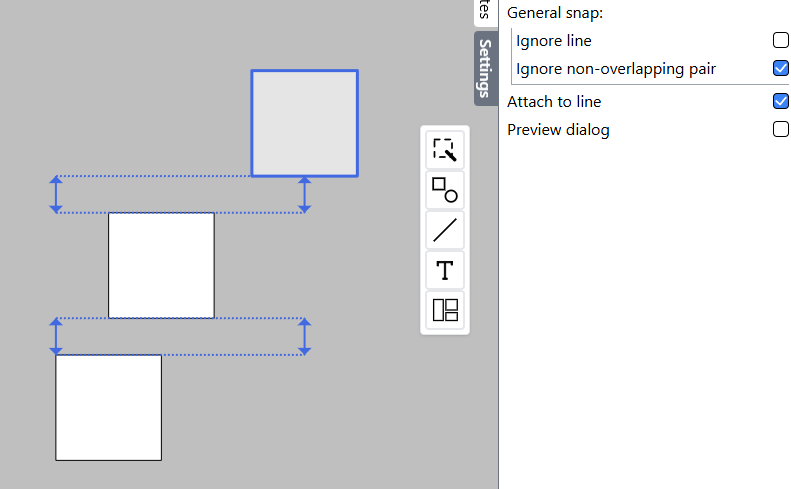 tes
Settings
T
General snap:
Ignore line
Ignore non-overlapping pair
Attach to line
Preview dialog